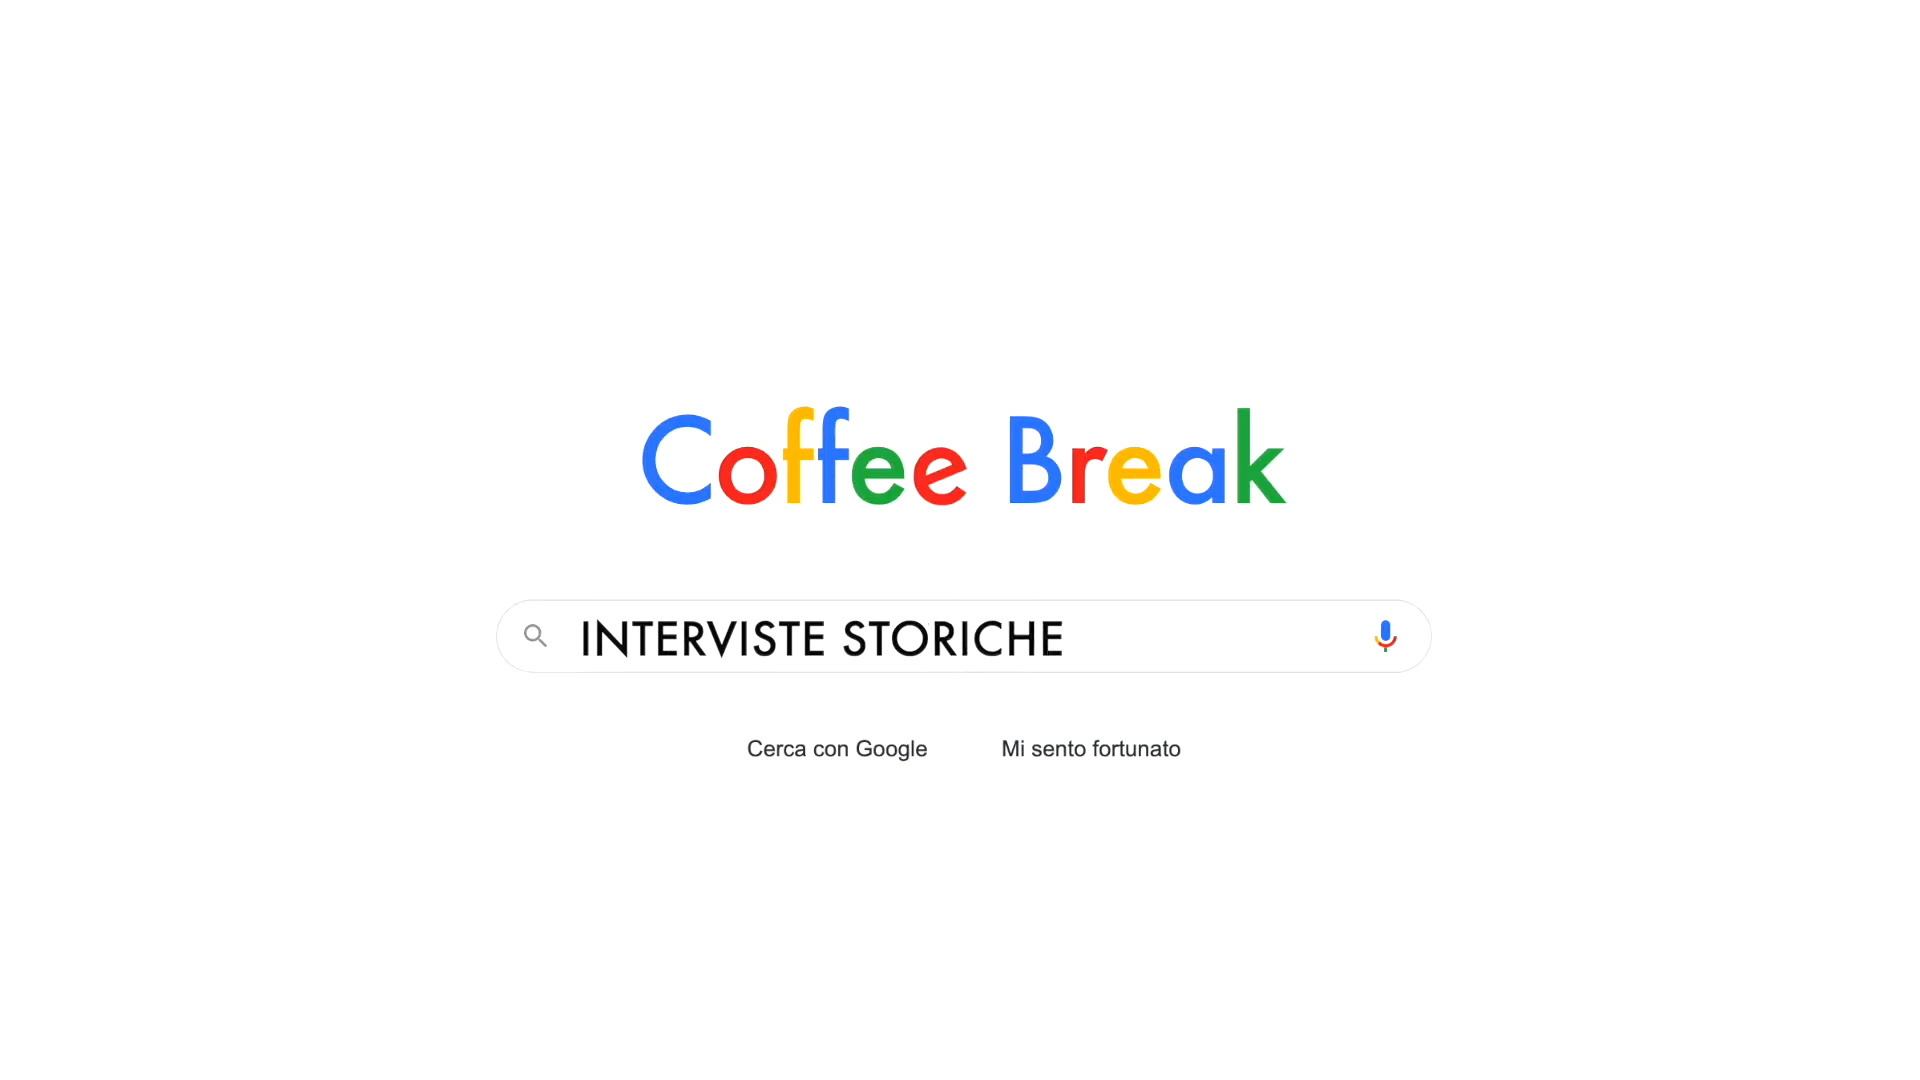 Coffee Break
INTERVISTE STORICHE
Cerca con Google
Mi sento fortunato